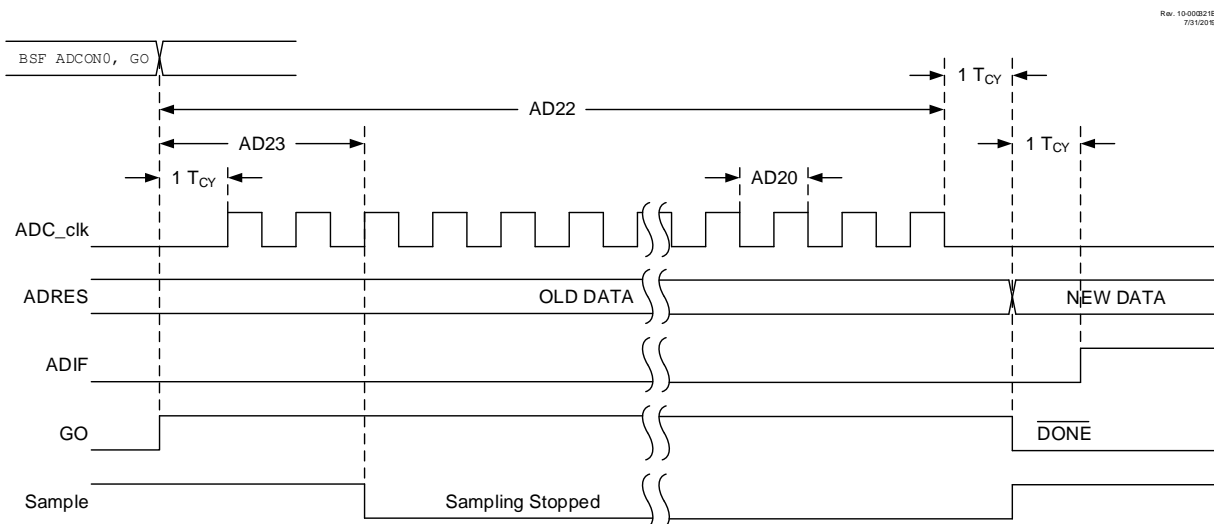 Rev. 10-000321B
7/31/2019
BSF ADCON0, GO
1 TCY
AD22
AD23
1 TCY
1 TCY
AD20
ADC_clk
ADRES
OLD DATA
NEW DATA
ADIF
GO
DONE
Sample
Sampling Stopped